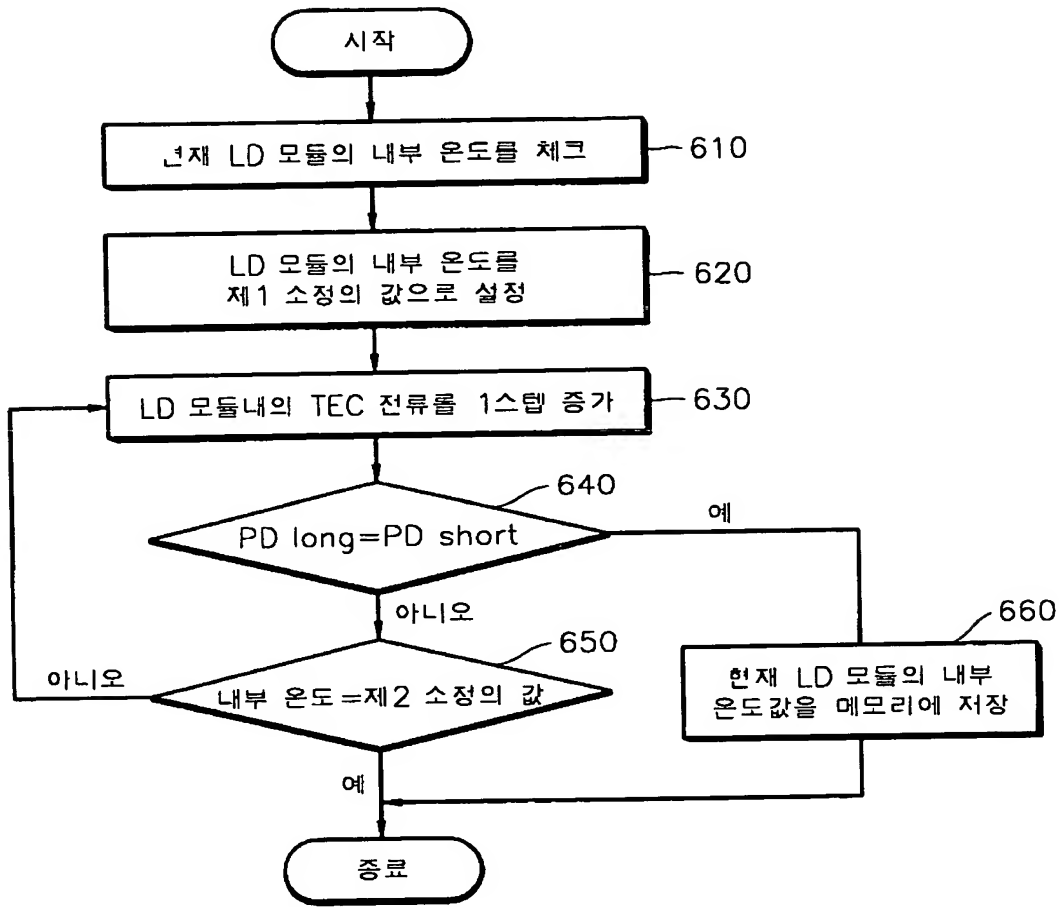 시작
현재 LD 모듈의 내부 온도를 체크
610
LD 모듈의 내부 온도를
제1 소정의 값으로 설정
620
LD 모듈내의 TEC 전류를 1스텝 증가
630
640
PD long=PD short
예
아니오
650
내부 온도=제2 소정의 값
아니오
660
현재 LD 모듈의 내부
온도값을 메모리에 저장
예
종료